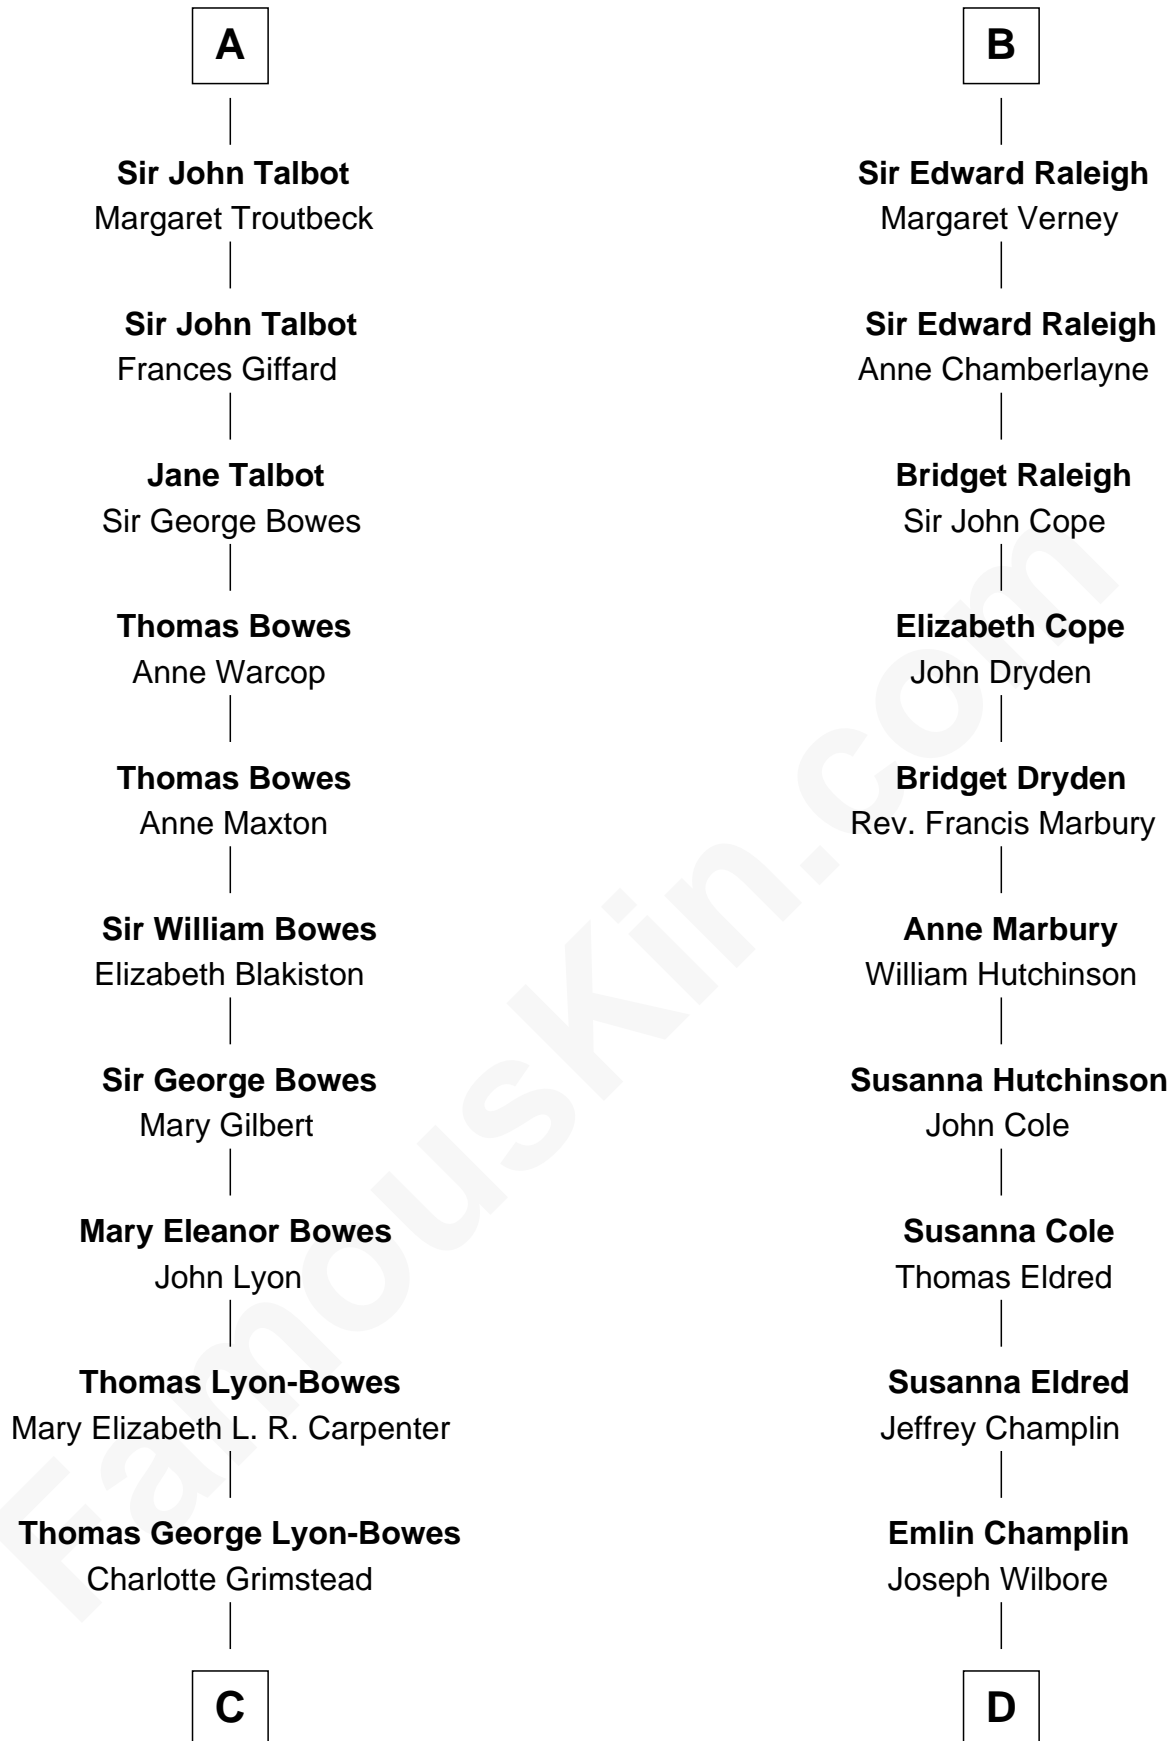 A
Sir John Talbot
Margaret Troutbeck
Sir John Talbot
Frances Giffard
Jane Talbot
Sir George Bowes
Thomas Bowes
Anne Warcop
Thomas Bowes
Anne Maxton
Sir William Bowes
Elizabeth Blakiston
Sir George Bowes
Mary Gilbert
Mary Eleanor Bowes
John Lyon
Thomas Lyon-Bowes
Mary Elizabeth L. R. Carpenter
Thomas George Lyon-Bowes
Charlotte Grimstead
C
B
Sir Edward Raleigh
Margaret Verney
Sir Edward Raleigh
Anne Chamberlayne
Bridget Raleigh
Sir John Cope
Elizabeth Cope
John Dryden
Bridget Dryden
Rev. Francis Marbury
Anne Marbury
William Hutchinson
Susanna Hutchinson
John Cole
Susanna Cole
Thomas Eldred
Susanna Eldred
Jeffrey Champlin
Emlin Champlin
Joseph Wilbore
D
FamousKin.com